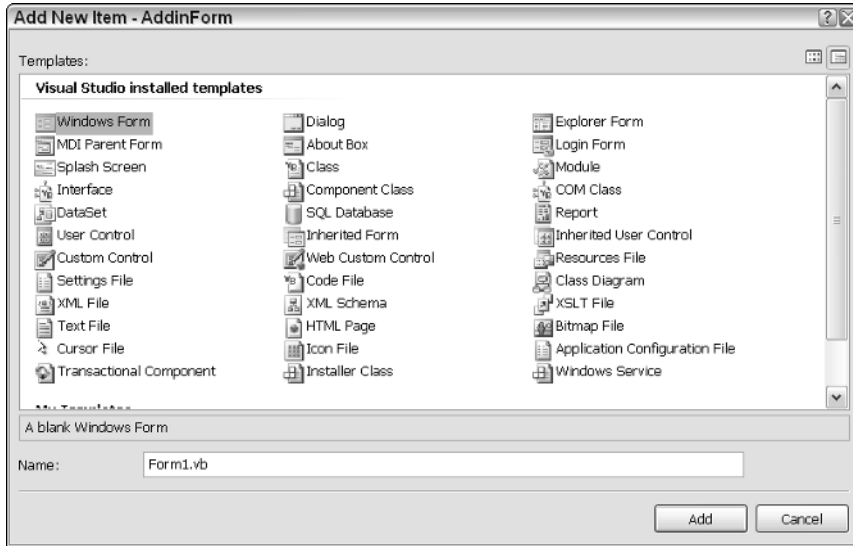 Add New Item - AddinForm
Templates:
Visual Studio installed templates
Windows Form Dialog Explorer Form
MDI Parent Form About Box Login Form
Splash Screen Class Module
Interface Component Class COM Class
DataSet SQL Database Report
User Control Inherited Form Inherited User Control
Custom Control Web Custom Control Resources File
Settings File Code File Class Diagram
XML File XML Schema XSLT File
Text File HTML Page Bitmap File
Cursor File Icon File Application Configuration File
Transactional Component Installer Class Windows Service
A blank Windows Form
Name: Form1.vb
Add Cancel